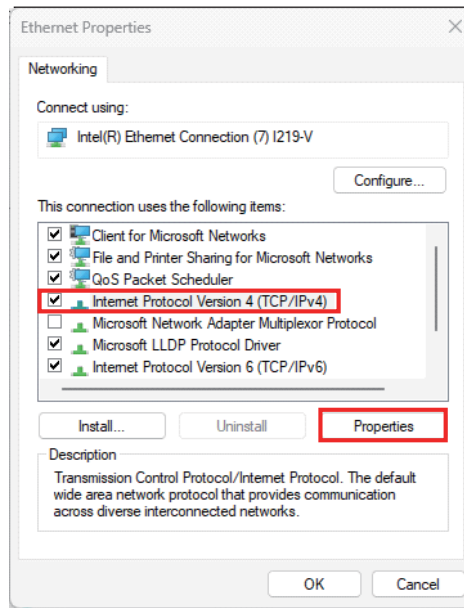 Ethernet Properties
Networking
Connect using:
Intel(R) Ethernet Connection (7) I219-V
Configure...
This connection uses the following items:
Client for Microsoft Networks
File and Printer Sharing for Microsoft Networks
QoS Packet Scheduler
Internet Protocol Version 4 (TCP/IPv4)
Microsoft Network Adapter Multiplexor Protocol
Microsoft LLDP Protocol Driver
Internet Protocol Version 6 (TCP/IPv6)
Install... Uninstall Properties
Description
Transmission Control Protocol/Internet Protocol. The default
wide area network protocol that provides communication
across diverse interconnected networks.
OK Cancel